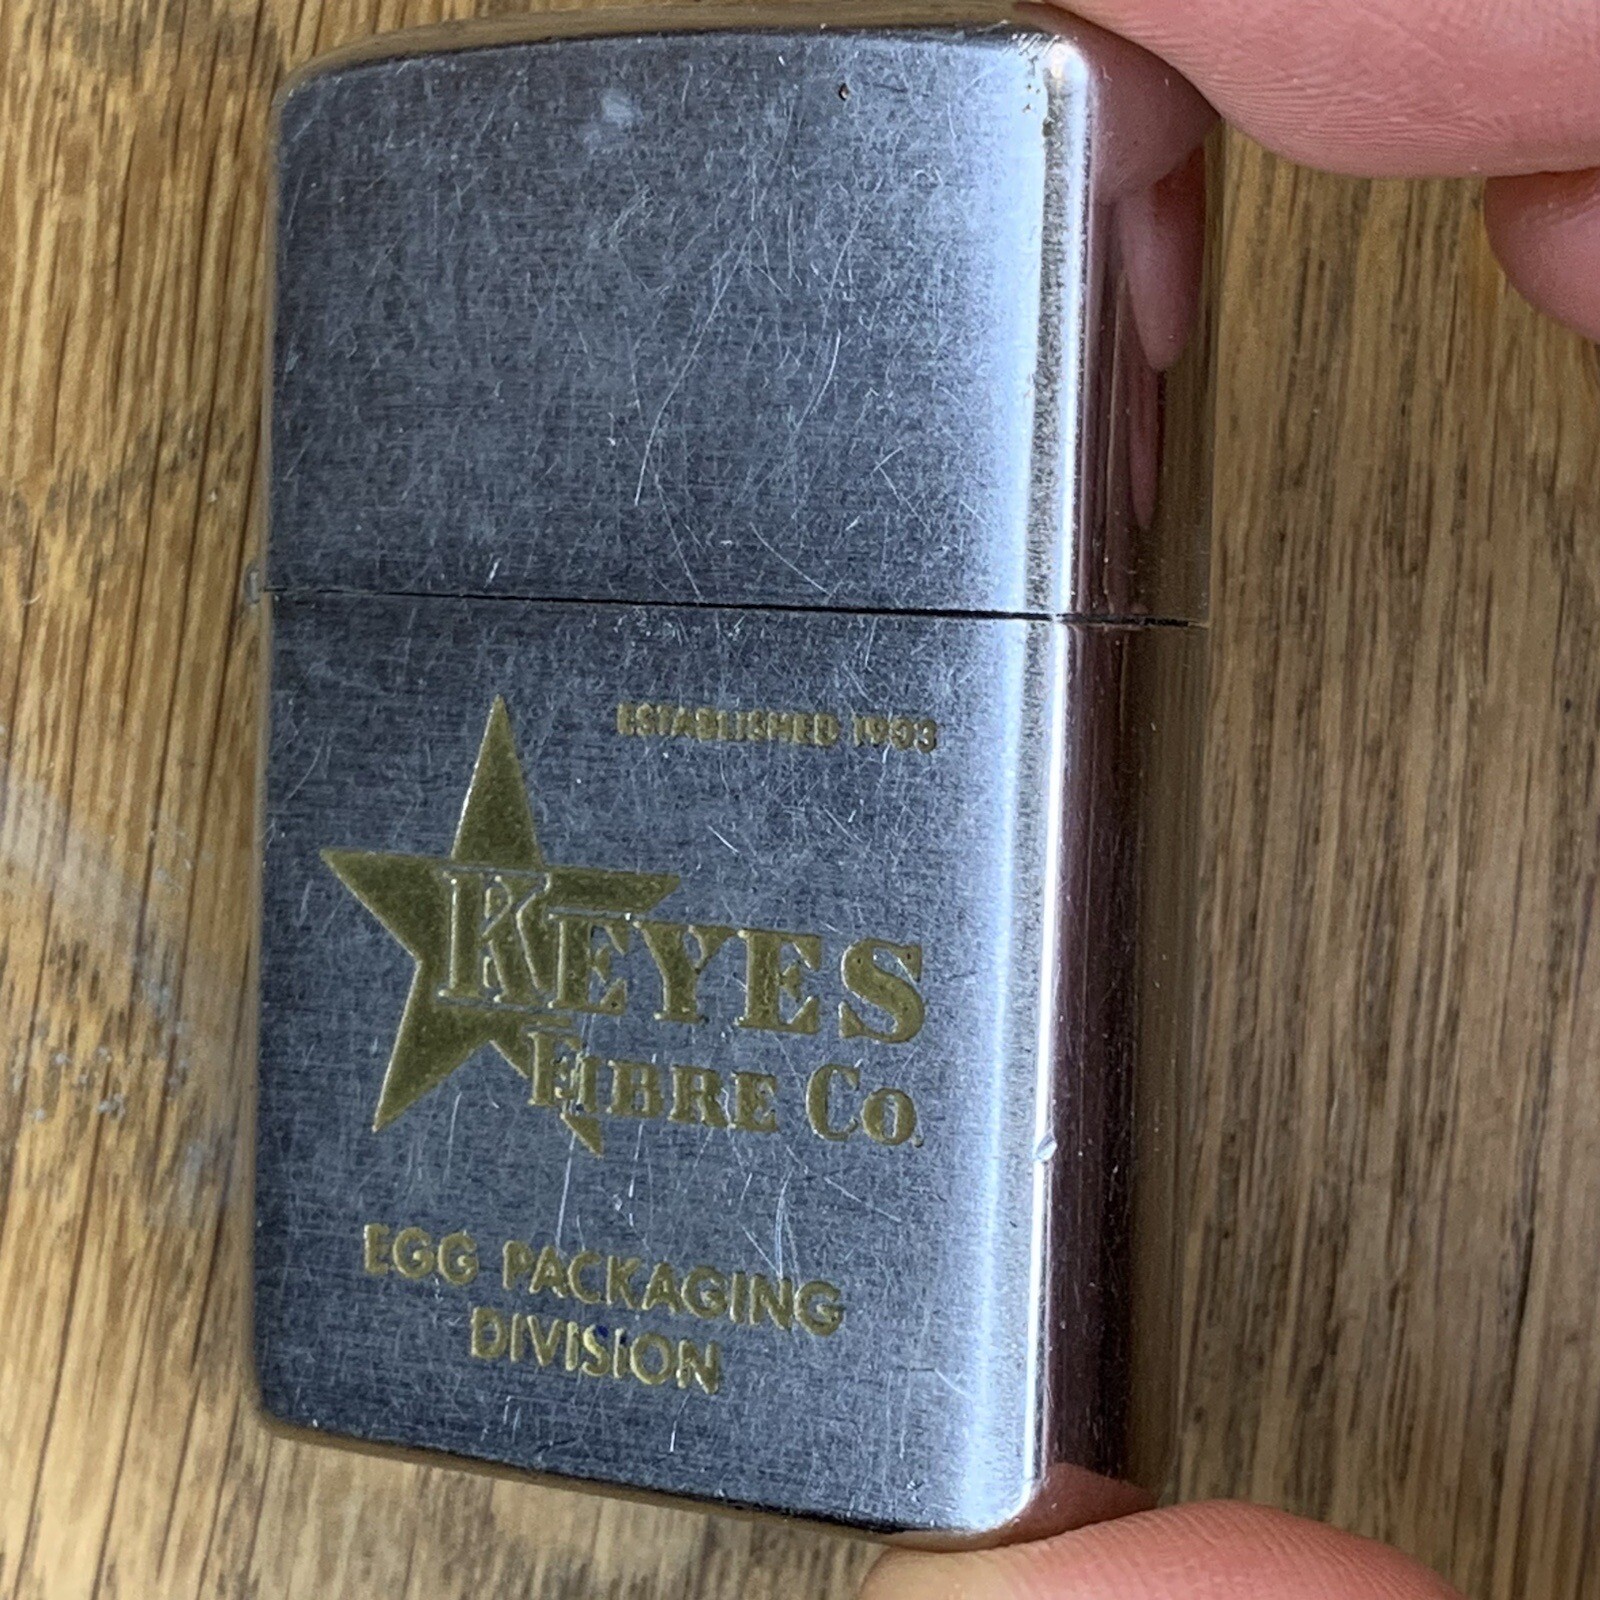 ESTABLISHED 1903
KEYES
FIBRE CO.
EGG PACKAGING
DIVISION